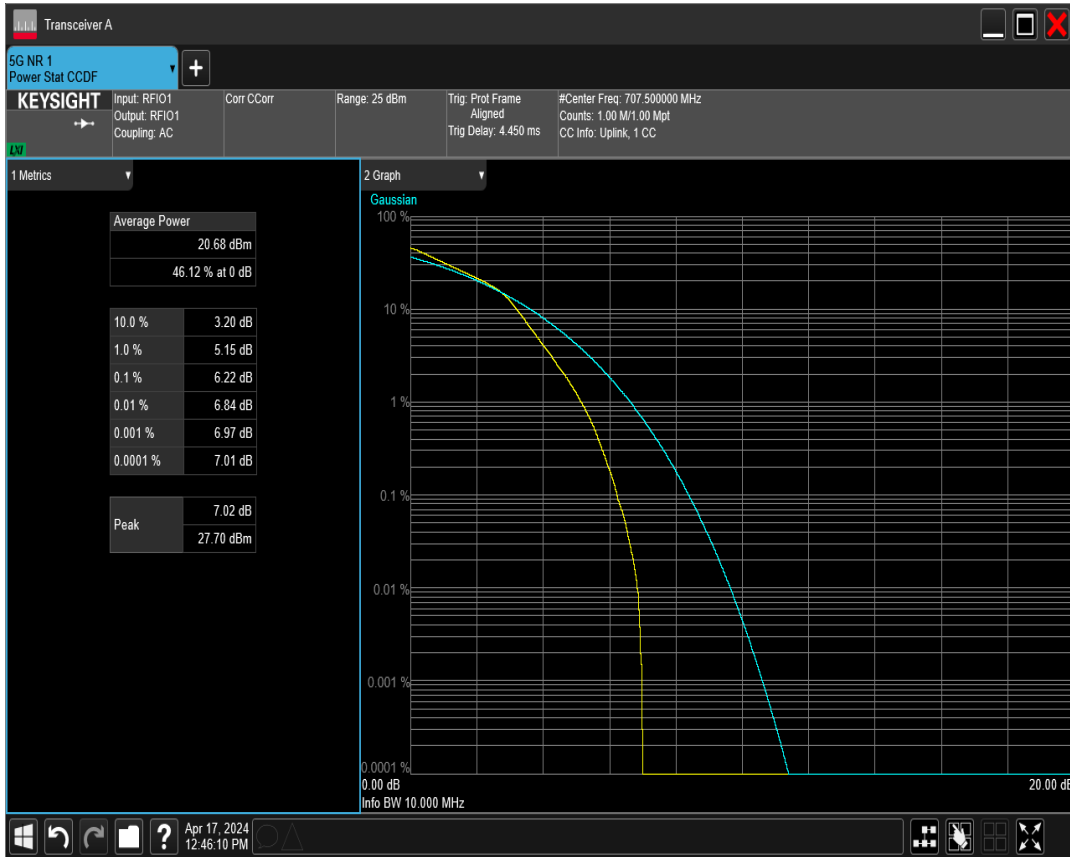 Transceiver A
5G NR 1
Power Stat CCDF
KEYSIGHT
LXI
Input: RFIO1
Output: RFIO1
Coupling: AC
Corr CCorr
Range: 25 dBm
Trig: Prot Frame
Aligned
Trig Delay: 4.450 ms
#Center Freq: 707.500000 MHz
Counts: 1.00 M/1.00 Mpt
CC Info: Uplink, 1 CC
1 Metrics
Average Power
20.68 dBm
46.12 % at 0 dB
10.0 % 3.20 dB
1.0 % 5.15 dB
0.1 % 6.22 dB
0.01 % 6.84 dB
0.001 % 6.97 dB
0.0001 % 7.01 dB
Peak
7.02 dB
27.70 dBm
2 Graph
Gaussian
100 %
10 %
1 %
0.1 %
0.01 %
0.001 %
0.0001 %
0.00 dB 20.00 dB
Info BW 10.000 MHz
?
Apr 17, 2024
12:46:10 PM